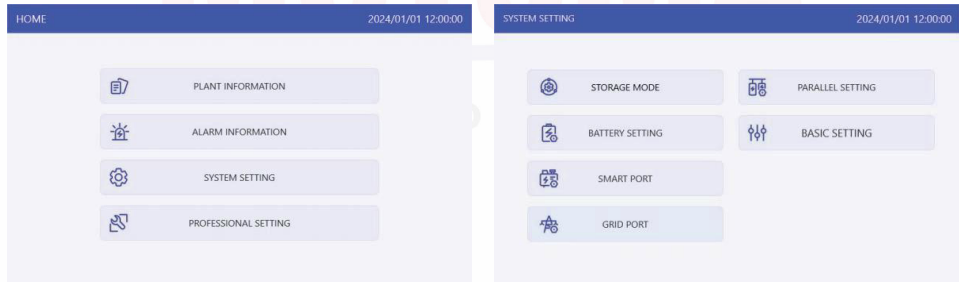 HOME 2024/01/01 12:00:00
PLANT INFORMATION
ALARM INFORMATION
SYSTEM SETTING
PROFESSIONAL SETTING
SYSTEM SETTING 2024/01/01 12:00:00
STORAGE MODE PARALLEL SETTING
BATTERY SETTING BASIC SETTING
SMART PORT
GRID PORT